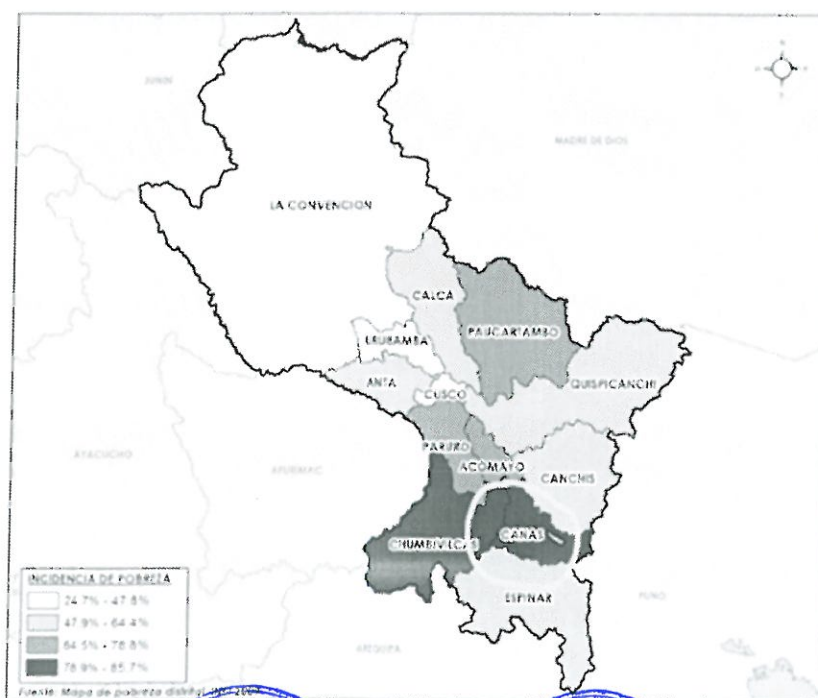 JUNIN
MADRE DE DIOS
LA CONVENCION
CALCA
PAUCARTAMBO
URUBAMBA
ANTA
CUSCO
QUISPICANCHI
PARURO
ACOMAYO
CANCHIS
AYACUCHO
APURIMAC
CHUMBIVILCAS
CANAS
ESPINAR
PUNO
AREQUIPA
INCIDENCIA DE POBREZA
24.7% - 47.8%
47.9% - 64.4%
64.5% - 78.8%
78.9% - 85.7%
Fuente: Mapa de pobreza distrital